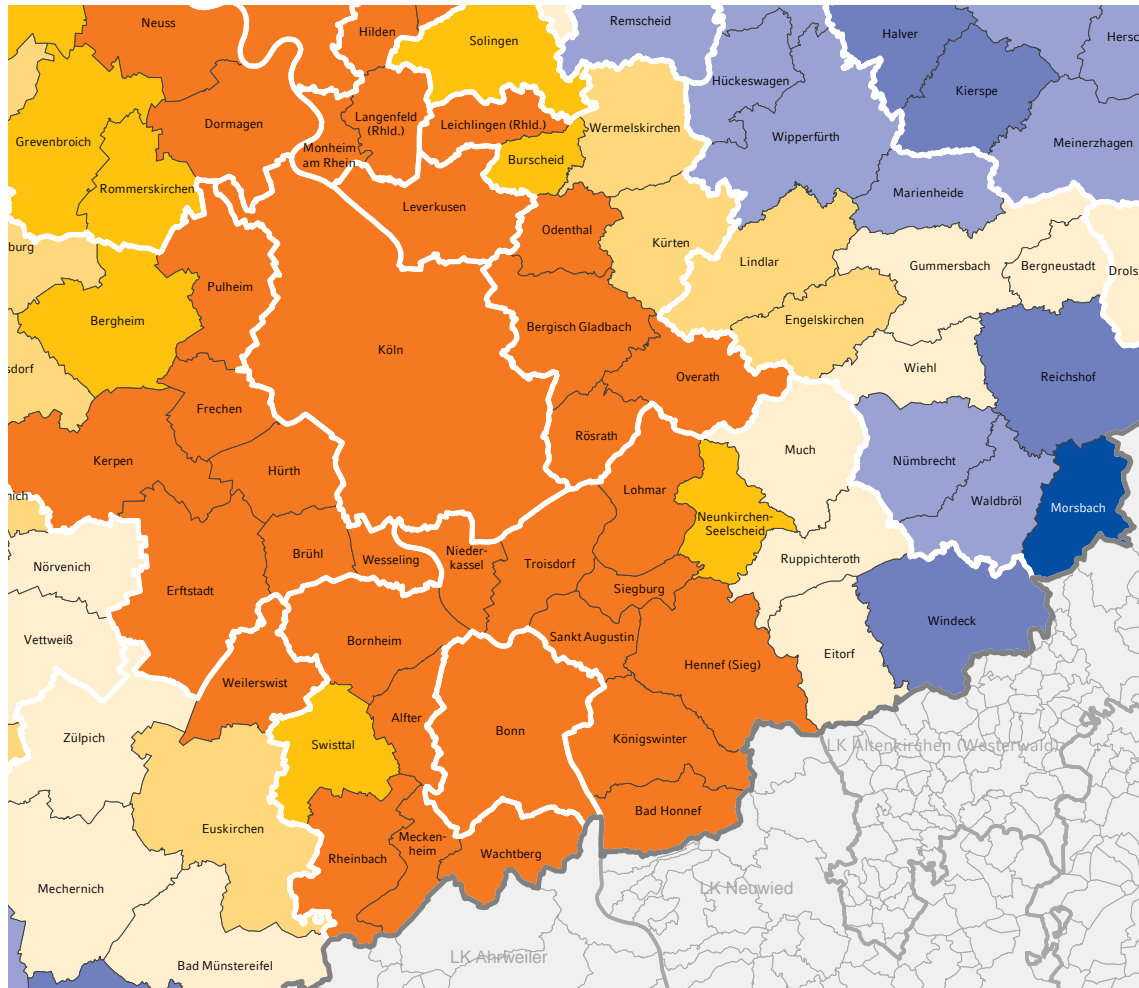 Neuss
Hilden
Solingen
Remscheid
Halver
Hersc
Hückeswagen
Kierspe
Grevenbroich
Dormagen
Langenfeld
(Rhld.)
Leichlingen (Rhld.)
Wermelskirchen
Wipperfürth
Meinerzhagen
Monheim
am Rhein
Burscheid
Rommerskirchen
Marienheide
Leverkusen
Odenthal
Kürten
burg
Lindlar
Gummersbach
Bergneustadt
Drols
Pulheim
Bergheim
Bergisch Gladbach
Engelskirchen
Köln
sdorf
Overath
Wiehl
Reichshof
Frechen
Rösrath
Much
Kerpen
Hürth
Nümbrecht
Lohmar
nich
Waldbröl
Morsbach
Neunkirchen-
Seelscheid
Nörvenich
Brühl
Wesseling
Nieder-
kassel
Troisdorf
Ruppichteroth
Erftstadt
Siegburg
Vettweiß
Bornheim
Sankt Augustin
Windeck
Eitorf
Hennef (Sieg)
Weilerswist
Alfter
Zülpich
Swisttal
Bonn
Königswinter
LK Altenkirchen (Westerwald)
Bad Honnef
Euskirchen
Mecken-
heim
Rheinbach
Wachtberg
Mechernich
LK Neuwied
LK Ahrweiler
Bad Münstereifel